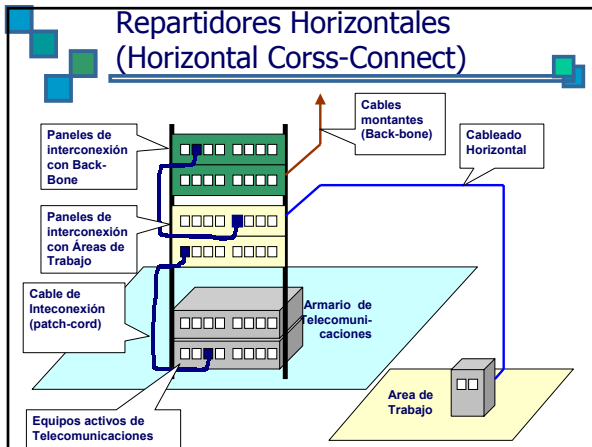 Repartidores Horizontales
(Horizontal Corss-Connect)
Paneles de
interconexión
con Back-
Bone
Cables
montantes
(Back-bone)
Cableado
Horizontal
Paneles de
interconexión
con Áreas de
Trabajo
Cable de
Inteconexión
(patch-cord)
Armario de
Telecomuni-
caciones
Equipos activos de
Telecomunicaciones
Area de
Trabajo